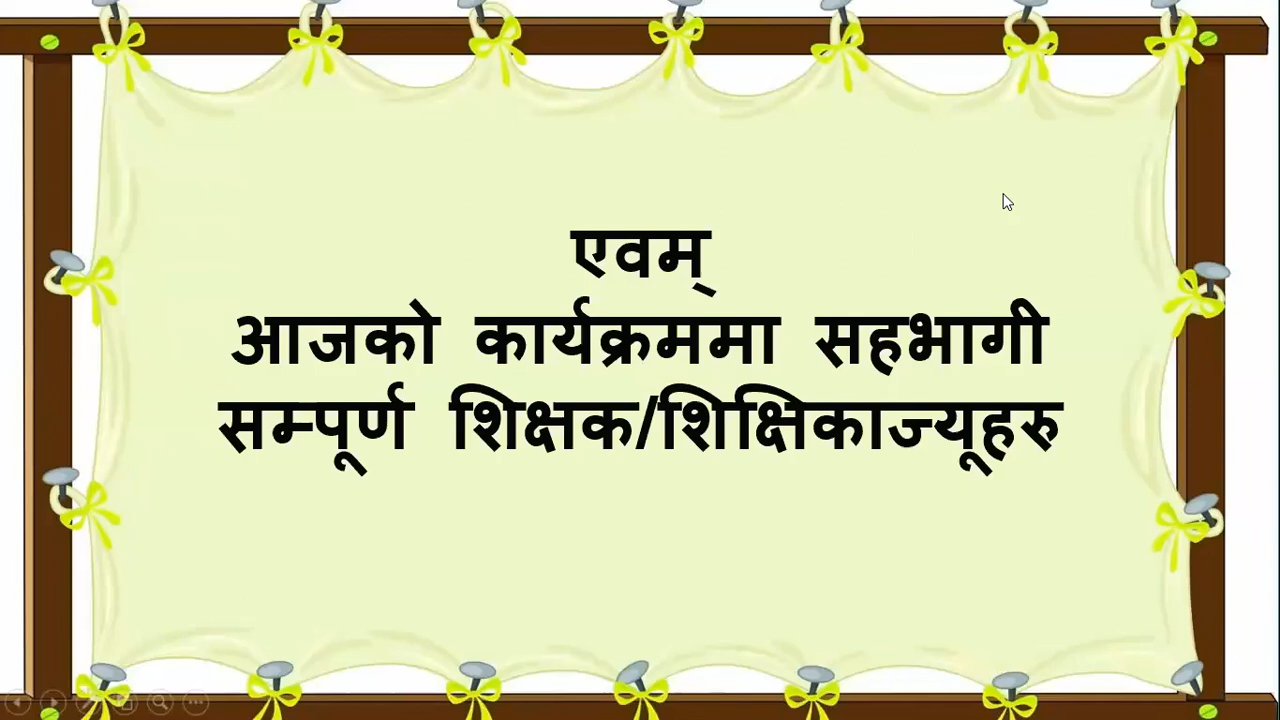 एवम्
आजको कार्यक्रममा सहभागी
सम्पूर्ण शिक्षक/शिक्षिकाज्यूहरु